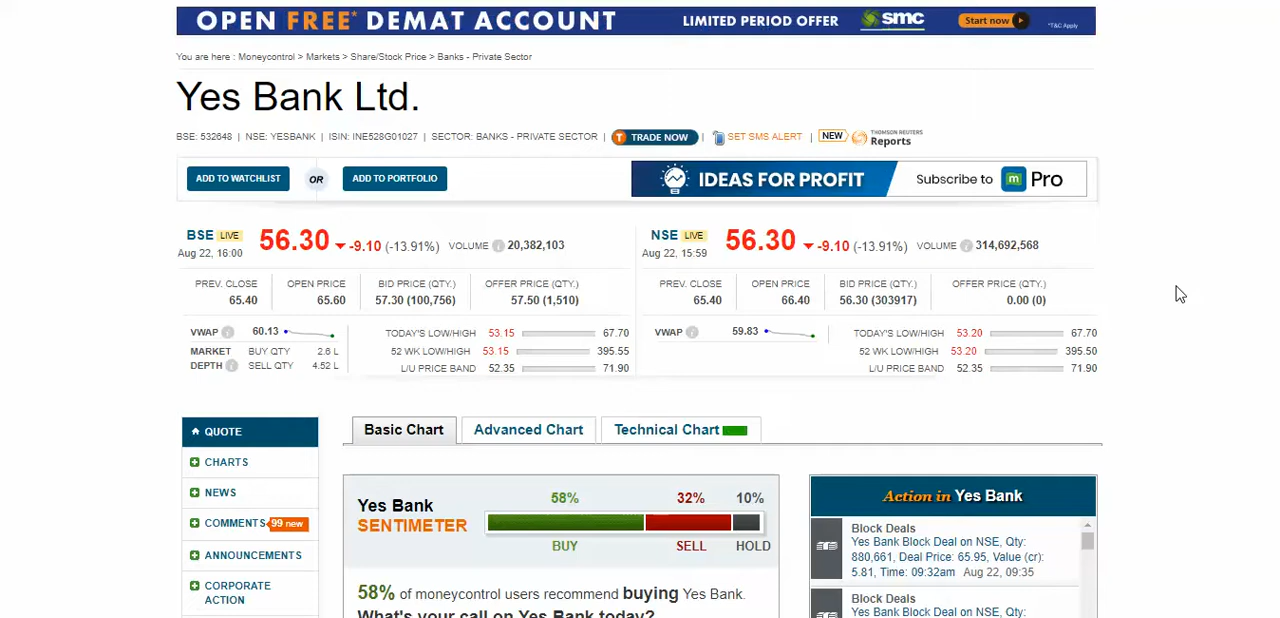 OPEN FREE* DEMAT ACCOUNT LIMITED PERIOD OFFER smc Start now *T&C Apply
You are here : Moneycontrol > Markets > Share/Stock Price > Banks - Private Sector
Yes Bank Ltd.
BSE: 532648 | NSE: YESBANK | ISIN: INE528G01027 | SECTOR: BANKS - PRIVATE SECTOR | T TRADE NOW | SET SMS ALERT | NEW THOMSON REUTERS Reports
ADD TO WATCHLIST OR ADD TO PORTFOLIO IDEAS FOR PROFIT Subscribe to m Pro
BSE LIVE 56.30 -9.10 (-13.91%) VOLUME 20,382,103
Aug 22, 16:00
NSE LIVE 56.30 -9.10 (-13.91%) VOLUME 314,692,568
Aug 22, 15:59
PREV. CLOSE OPEN PRICE BID PRICE (QTY.) OFFER PRICE (QTY.)
65.40 65.60 57.30 (100,756) 57.50 (1,510)
PREV. CLOSE OPEN PRICE BID PRICE (QTY.) OFFER PRICE (QTY.)
65.40 66.40 56.30 (303917) 0.00 (0)
VWAP 60.13
MARKET BUY QTY 2.6 L
DEPTH SELL QTY 4.52 L
TODAY'S LOW/HIGH 53.15 67.70
52 WK LOW/HIGH 53.15 395.55
L/U PRICE BAND 52.35 71.90
VWAP 59.83
TODAY'S LOW/HIGH 53.20 67.70
52 WK LOW/HIGH 53.20 395.50
L/U PRICE BAND 52.35 71.90
QUOTE
CHARTS
NEWS
COMMENTS 99 new
ANNOUNCEMENTS
CORPORATE
ACTION
Basic Chart Advanced Chart Technical Chart
Yes Bank
SENTIMETER
58% 32% 10%
BUY SELL HOLD
58% of moneycontrol users recommend buying Yes Bank.
What's your call on Yes Bank today?
Action in Yes Bank
Block Deals
Yes Bank Block Deal on NSE, Qty:
880,661, Deal Price: 65.95, Value (cr):
5.81, Time: 09:32am Aug 22, 09:35
Block Deals
Yes Bank Block Deal on NSE, Qty: